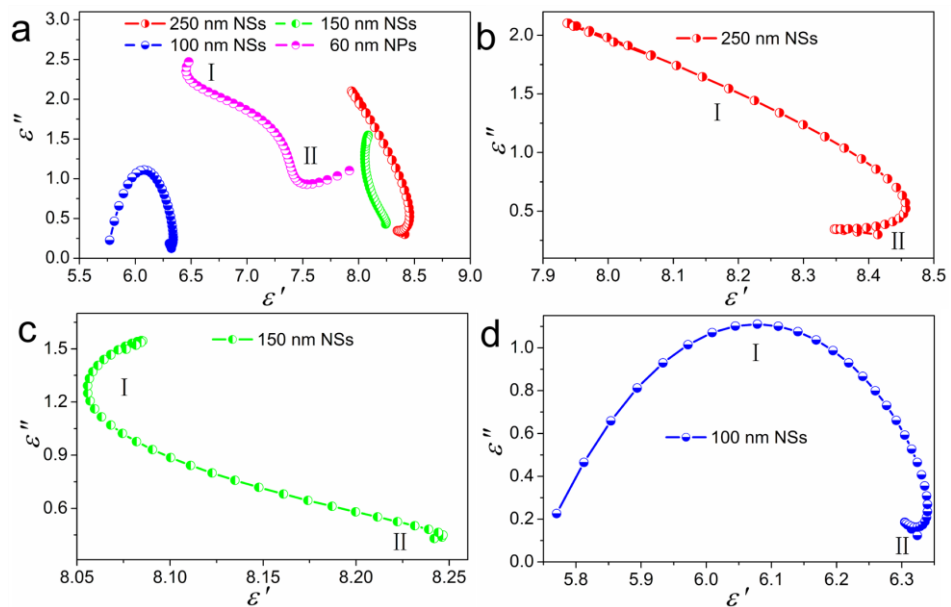 a
250 nm NSs 150 nm NSs
100 nm NSs 60 nm NPs
3.0
2.5
2.0
1.5
1.0
0.5
0.0
ε″
I
II
5.5 6.0 6.5 7.0 7.5 8.0 8.5 9.0
ε′
b
250 nm NSs
2.0
1.5
1.0
0.5
ε″
I
II
7.9 8.0 8.1 8.2 8.3 8.4 8.5
ε′
c
150 nm NSs
1.5
1.2
0.9
0.6
ε″
I
II
8.05 8.10 8.15 8.20 8.25
ε′
d
100 nm NSs
1.0
0.8
0.6
0.4
0.2
0.0
ε″
I
II
5.8 5.9 6.0 6.1 6.2 6.3
ε′